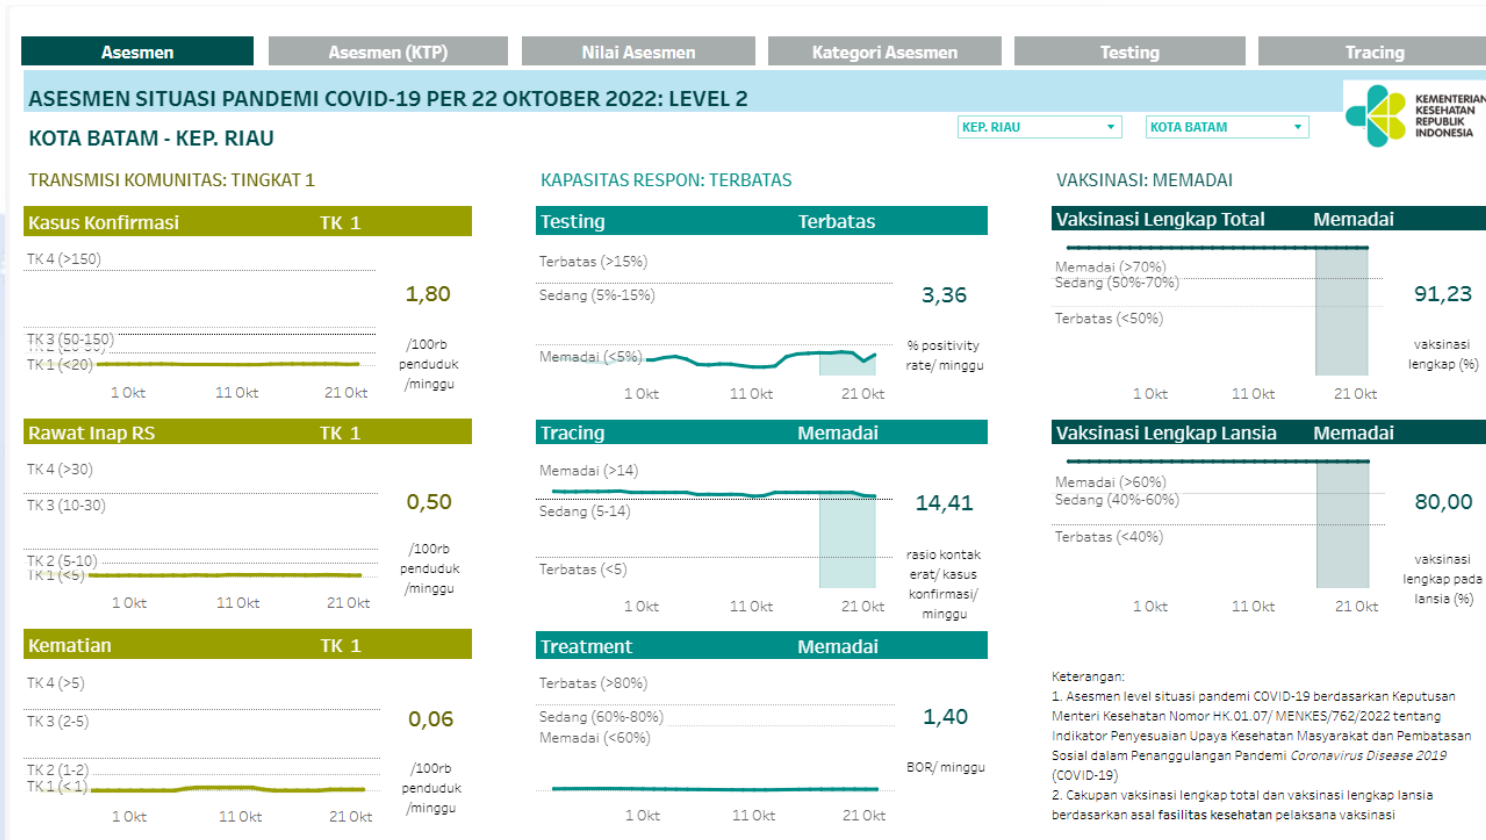 Asesmen
Asesmen (KTP)
Nilai Asesmen
Kategori Asesmen
Testing
Tracing
ASESMEN SITUASI PANDEMI COVID-19 PER 22 OKTOBER 2022: LEVEL 2
KEMENTERIAN
KESEHATAN
REPUBLIK
INDONESIA
KOTA BATAM - KEP. RIAU
KEP. RIAU
KOTA BATAM
TRANSMISI KOMUNITAS: TINGKAT 1
Kasus Konfirmasi TK 1
TK 4 (>150)
TK 3 (50-150)
TK 1 (<20)
1,80
/100rb
penduduk
/minggu
1 Okt 11 Okt 21 Okt
Rawat Inap RS TK 1
TK 4 (>30)
TK 3 (10-30)
TK 2 (5-10)
TK 1 (<5)
0,50
/100rb
penduduk
/minggu
1 Okt 11 Okt 21 Okt
Kematian TK 1
TK 4 (>5)
TK 3 (2-5)
TK 2 (1-2)
TK 1 (<1)
0,06
/100rb
penduduk
/minggu
1 Okt 11 Okt 21 Okt
KAPASITAS RESPON: TERBATAS
Testing Terbatas
Terbatas (>15%)
Sedang (5%-15%)
Memadai (<5%)
3,36
% positivity
rate/ minggu
1 Okt 11 Okt 21 Okt
Tracing Memadai
Memadai (>14)
Sedang (5-14)
Terbatas (<5)
14,41
rasio kontak
erat/ kasus
konfirmasi/
minggu
1 Okt 11 Okt 21 Okt
Treatment Memadai
Terbatas (>80%)
Sedang (60%-80%)
Memadai (<60%)
1,40
BOR/ minggu
1 Okt 11 Okt 21 Okt
VAKSINASI: MEMADAI
Vaksinasi Lengkap Total Memadai
Memadai (>70%)
Sedang (50%-70%)
Terbatas (<50%)
91,23
vaksinasi
lengkap (%)
1 Okt 11 Okt 21 Okt
Vaksinasi Lengkap Lansia Memadai
Memadai (>60%)
Sedang (40%-60%)
Terbatas (<40%)
80,00
vaksinasi
lengkap pada
lansia (%)
1 Okt 11 Okt 21 Okt
Keterangan:
1. Asesmen level situasi pandemi COVID-19 berdasarkan Keputusan
Menteri Kesehatan Nomor HK.01.07/ MENKES/762/2022 tentang
Indikator Penyesuaian Upaya Kesehatan Masyarakat dan Pembatasan
Sosial dalam Penanggulangan Pandemi Coronavirus Disease 2019
(COVID-19)
2. Cakupan vaksinasi lengkap total dan vaksinasi lengkap lansia
berdasarkan asal fasilitas kesehatan pelaksana vaksinasi